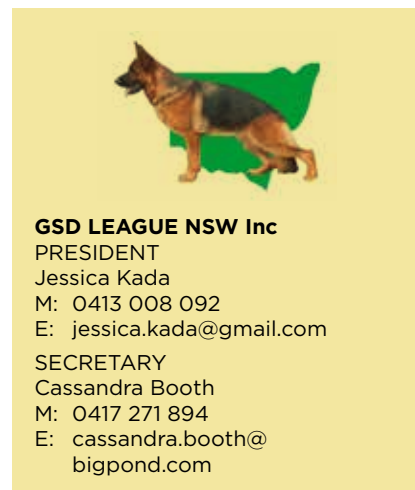 GSD LEAGUE NSW Inc
PRESIDENT
Jessica Kada
M: 0413 008 092
E: jessica.kada@gmail.com
SECRETARY
Cassandra Booth
M: 0417 271 894
E: cassandra.booth@
bigpond.com